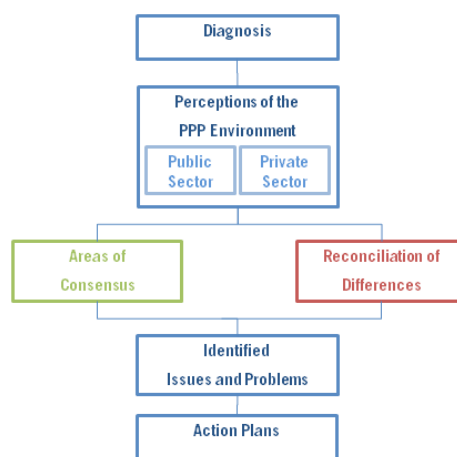 Diagnosis
Perceptions of the
PPP Environment
Public
Sector
Private
Sector
Areas of
Consensus
Reconciliation of
Differences
Identified
Issues and Problems
Action Plans